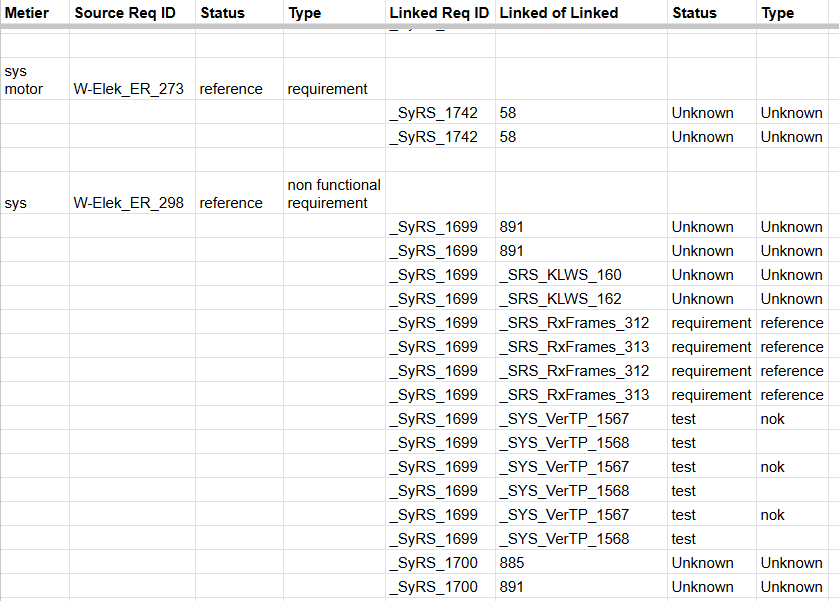 Metier Source Req ID Status Type Linked Req ID Linked of Linked Status Type
sys
motor W-Elek_ER_273 reference requirement
_SyRS_1742 58 Unknown Unknown
_SyRS_1742 58 Unknown Unknown
non functional
sys W-Elek_ER_298 reference requirement
_SyRS_1699 891 Unknown Unknown
_SyRS_1699 891 Unknown Unknown
_SyRS_1699 _SRS_KLWS_160 Unknown Unknown
_SyRS_1699 _SRS_KLWS_162 Unknown Unknown
_SyRS_1699 _SRS_RxFrames_312 requirement reference
_SyRS_1699 _SRS_RxFrames_313 requirement reference
_SyRS_1699 _SRS_RxFrames_312 requirement reference
_SyRS_1699 _SRS_RxFrames_313 requirement reference
_SyRS_1699 _SYS_VerTP_1567 test nok
_SyRS_1699 _SYS_VerTP_1568 test
_SyRS_1699 _SYS_VerTP_1567 test nok
_SyRS_1699 _SYS_VerTP_1568 test
_SyRS_1699 _SYS_VerTP_1567 test nok
_SyRS_1699 _SYS_VerTP_1568 test
_SyRS_1700 885 Unknown Unknown
_SyRS_1700 891 Unknown Unknown